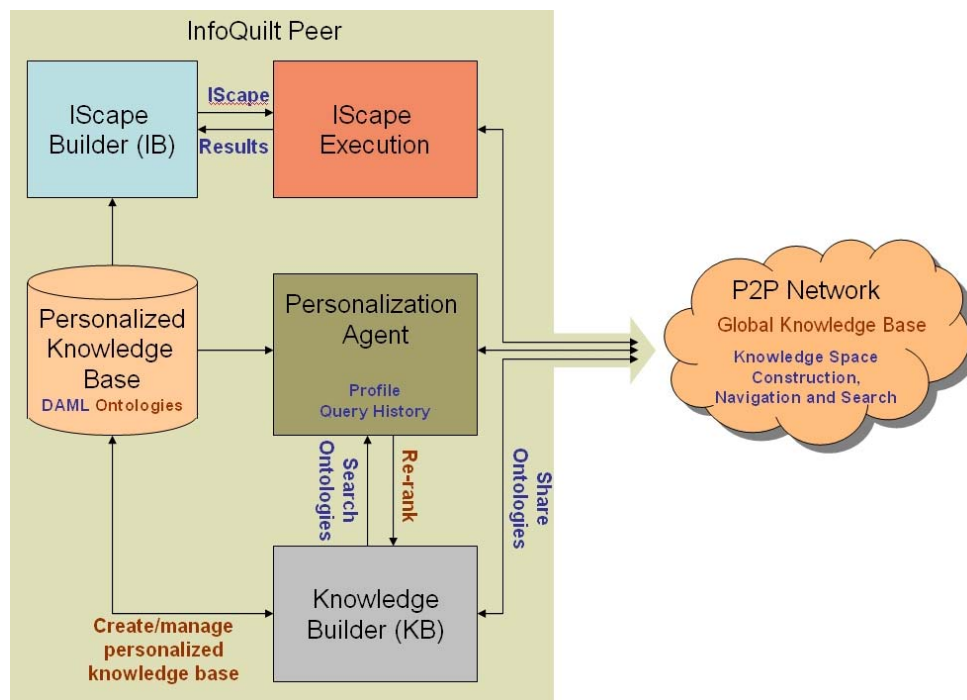 InfoQuilt Peer
IScape
Builder (IB)
IScape
Results
IScape
Execution
Personalized
Knowledge
Base
DAML Ontologies
Personalization
Agent
Profile
Query History
P2P Network
Global Knowledge Base
Knowledge Space
Construction,
Navigation and Search
Search
Ontologies
Re-rank
Share
Ontologies
Knowledge
Builder (KB)
Create/manage
personalized
knowledge base